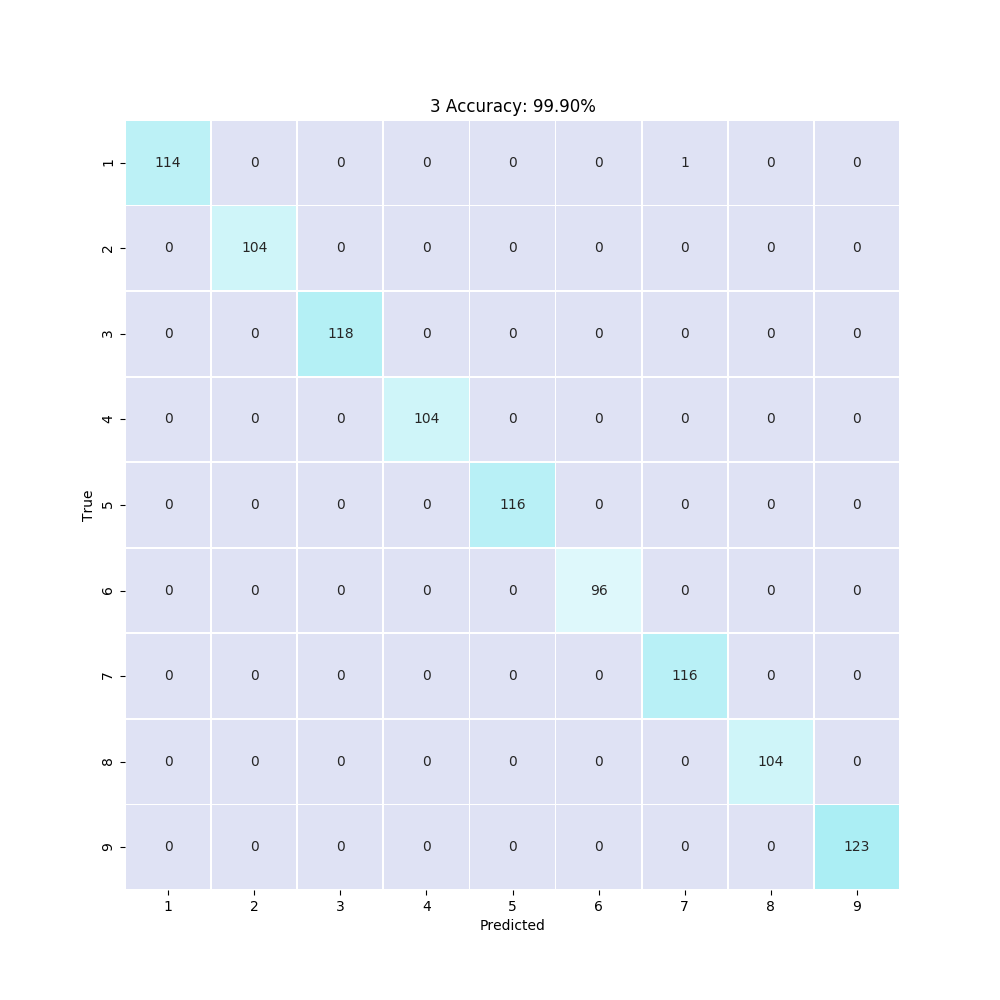 3 Accuracy: 99.90%
1 114 0 0 0 0 0 1 0 0
2 0 104 0 0 0 0 0 0 0
3 0 0 118 0 0 0 0 0 0
4 0 0 0 104 0 0 0 0 0
True
5 0 0 0 0 116 0 0 0 0
6 0 0 0 0 0 96 0 0 0
7 0 0 0 0 0 0 116 0 0
8 0 0 0 0 0 0 0 104 0
9 0 0 0 0 0 0 0 0 123
1 2 3 4 5 6 7 8 9
Predicted